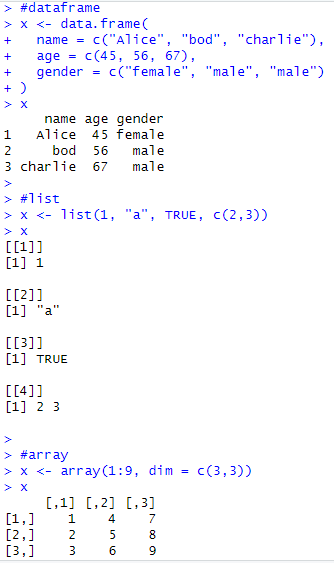 > #dataframe
> x <- data.frame(
+   name = c("Alice", "bod", "charlie"),
+   age = c(45, 56, 67),
+   gender = c("female", "male", "male")
+ )
> x
     name age gender
1   Alice  45 female
2     bod  56   male
3 charlie  67   male
>
> #list
> x <- list(1, "a", TRUE, c(2,3))
> x
[[1]]
[1] 1

[[2]]
[1] "a"

[[3]]
[1] TRUE

[[4]]
[1] 2 3

>
> #array
> x <- array(1:9, dim = c(3,3))
> x
     [,1] [,2] [,3]
[1,]    1    4    7
[2,]    2    5    8
[3,]    3    6    9